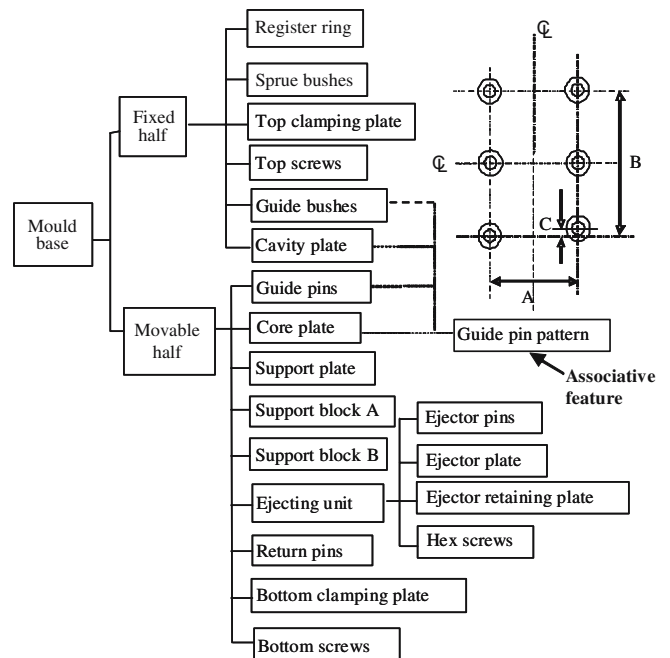 Mould
base
Fixed
half
Movable
half
Register ring
Sprue bushes
Top clamping plate
Top screws
Guide bushes
Cavity plate
Guide pins
Core plate
Support plate
Support block A
Support block B
Ejecting unit
Return pins
Bottom clamping plate
Bottom screws
Ejector pins
Ejector plate
Ejector retaining plate
Hex screws
Guide pin pattern
Associative
feature
℄
℄
B
C
A